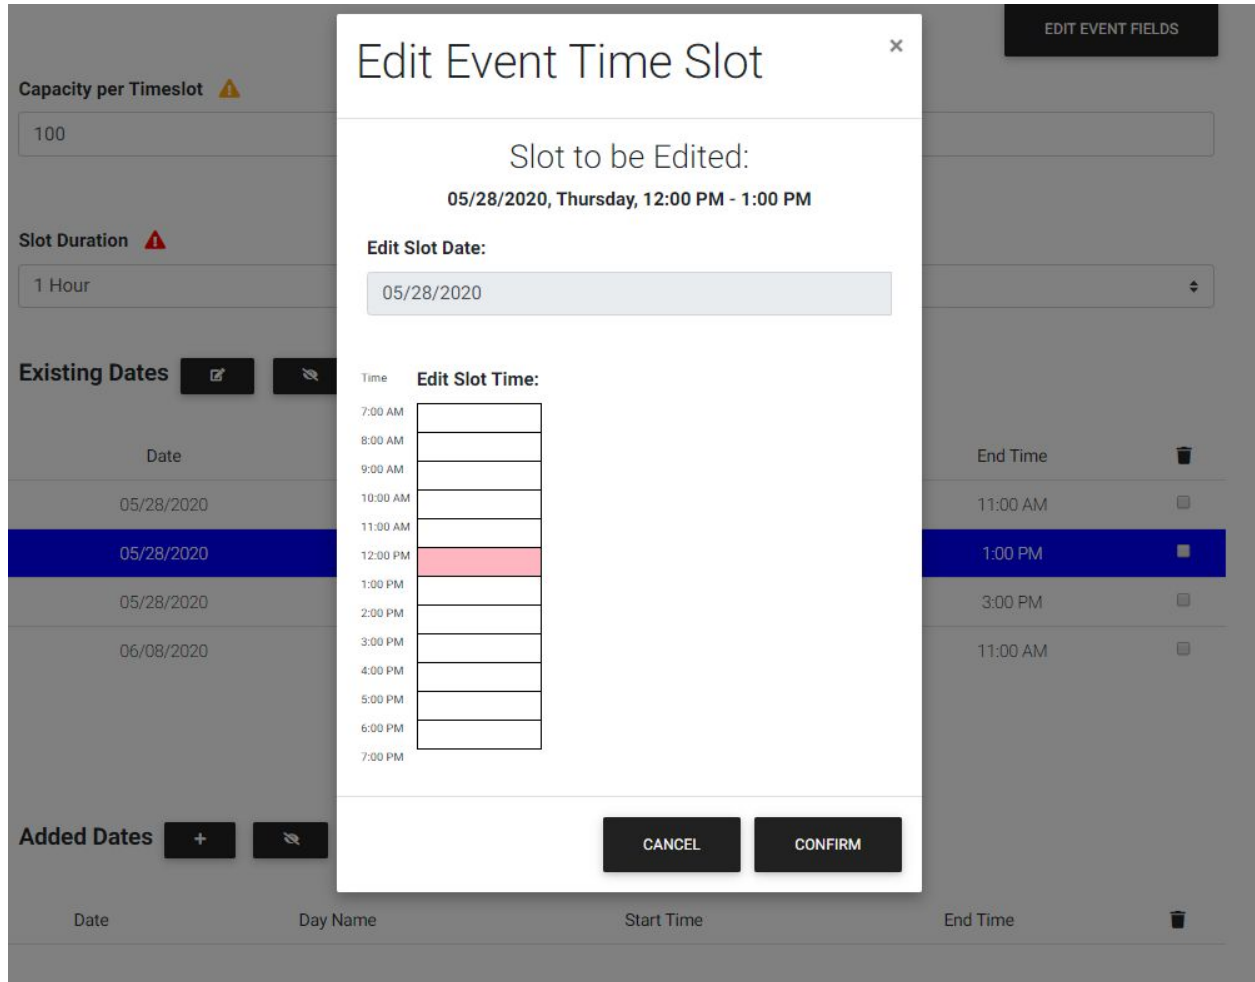 EDIT EVENT FIELDS
Capacity per Timeslot
100
Slot Duration
1 Hour
Existing Dates
Date End Time
05/28/2020 11:00 AM
05/28/2020 1:00 PM
05/28/2020 3:00 PM
06/08/2020 11:00 AM
Added Dates +
Date Day Name Start Time End Time
Edit Event Time Slot ×
Slot to be Edited:
05/28/2020, Thursday, 12:00 PM - 1:00 PM
Edit Slot Date:
05/28/2020
Time Edit Slot Time:
7:00 AM
8:00 AM
9:00 AM
10:00 AM
11:00 AM
12:00 PM
1:00 PM
2:00 PM
3:00 PM
4:00 PM
5:00 PM
6:00 PM
7:00 PM
CANCEL CONFIRM